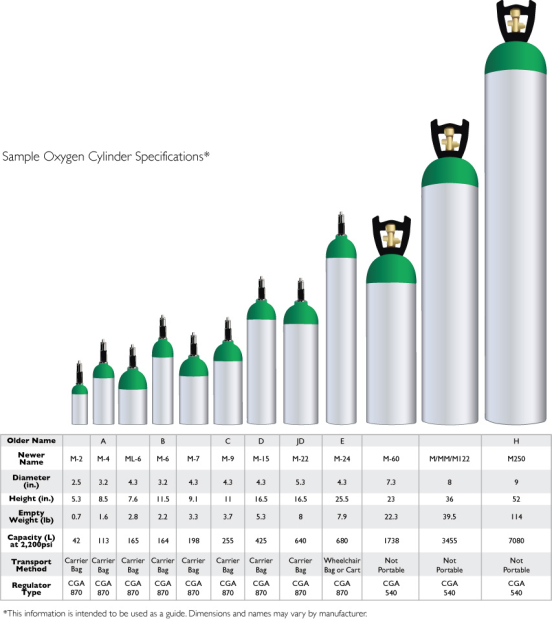 Sample Oxygen Cylinder Specifications*
Older Name A B C D JD E H
Newer Name M-2 M-4 ML-6 M-6 M-7 M-9 M-15 M-22 M-24 M-60 M/MM/M122 M250
Diameter (in.) 2.5 3.2 4.3 3.2 4.3 4.3 4.3 5.3 4.3 7.3 8 9
Height (in.) 5.3 8.5 7.6 11.5 9.1 11 16.5 16.5 25.5 23 36 52
Empty Weight (lb) 0.7 1.6 2.8 2.2 3.3 3.7 5.3 8 7.9 22.3 39.5 114
Capacity (L) at 2,200psi 42 113 165 164 198 255 425 640 680 1738 3455 7080
Transport Method Carrier Bag Carrier Bag Carrier Bag Carrier Bag Carrier Bag Carrier Bag Carrier Bag Carrier Bag Wheelchair Bag or Cart Not Portable Not Portable Not Portable
Regulator Type CGA 870 CGA 870 CGA 870 CGA 870 CGA 870 CGA 870 CGA 870 CGA 870 CGA 870 CGA 540 CGA 540 CGA 540
*This information is intended to be used as a guide. Dimensions and names may vary by manufacturer.